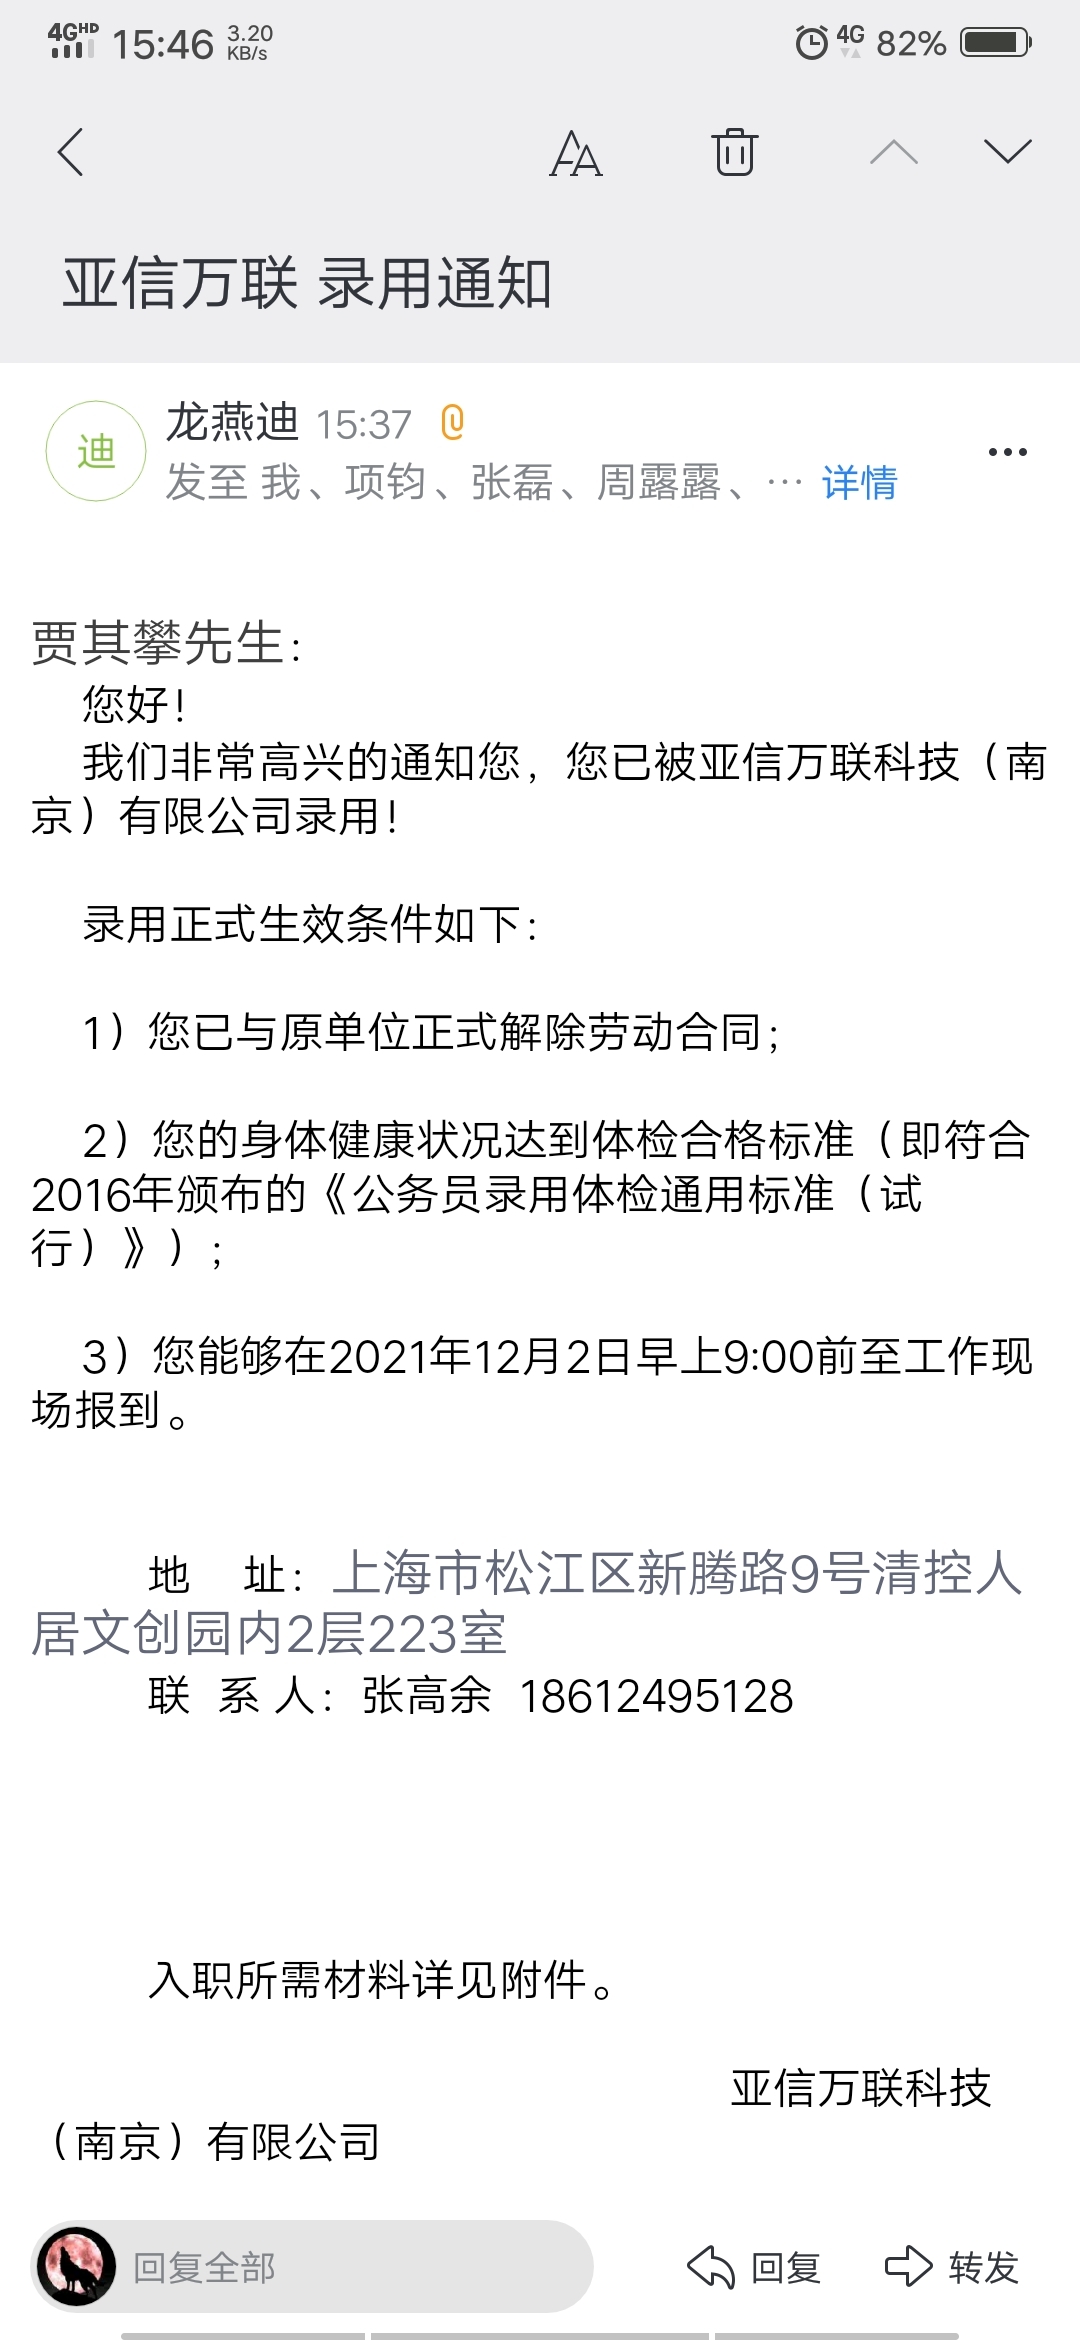 4G HD 15:46 3.20 KB/s 4G 82%
亚信万联 录用通知
迪
龙燕迪 15:37
发至 我、项钧、张磊、周露露、… 详情
贾其攀先生:
您好!
我们非常高兴的通知您，您已被亚信万联科技（南
京）有限公司录用!
录用正式生效条件如下:
1）您已与原单位正式解除劳动合同;
2）您的身体健康状况达到体检合格标准（即符合
2016年颁布的《公务员录用体检通用标准（试
行）》）;
3）您能够在2021年12月2日早上9:00前至工作现
场报到。
地 址: 上海市松江区新腾路9号清控人
居文创园内2层223室
联 系 人: 张高余 18612495128
入职所需材料详见附件。
亚信万联科技
（南京）有限公司
回复全部 回复 转发